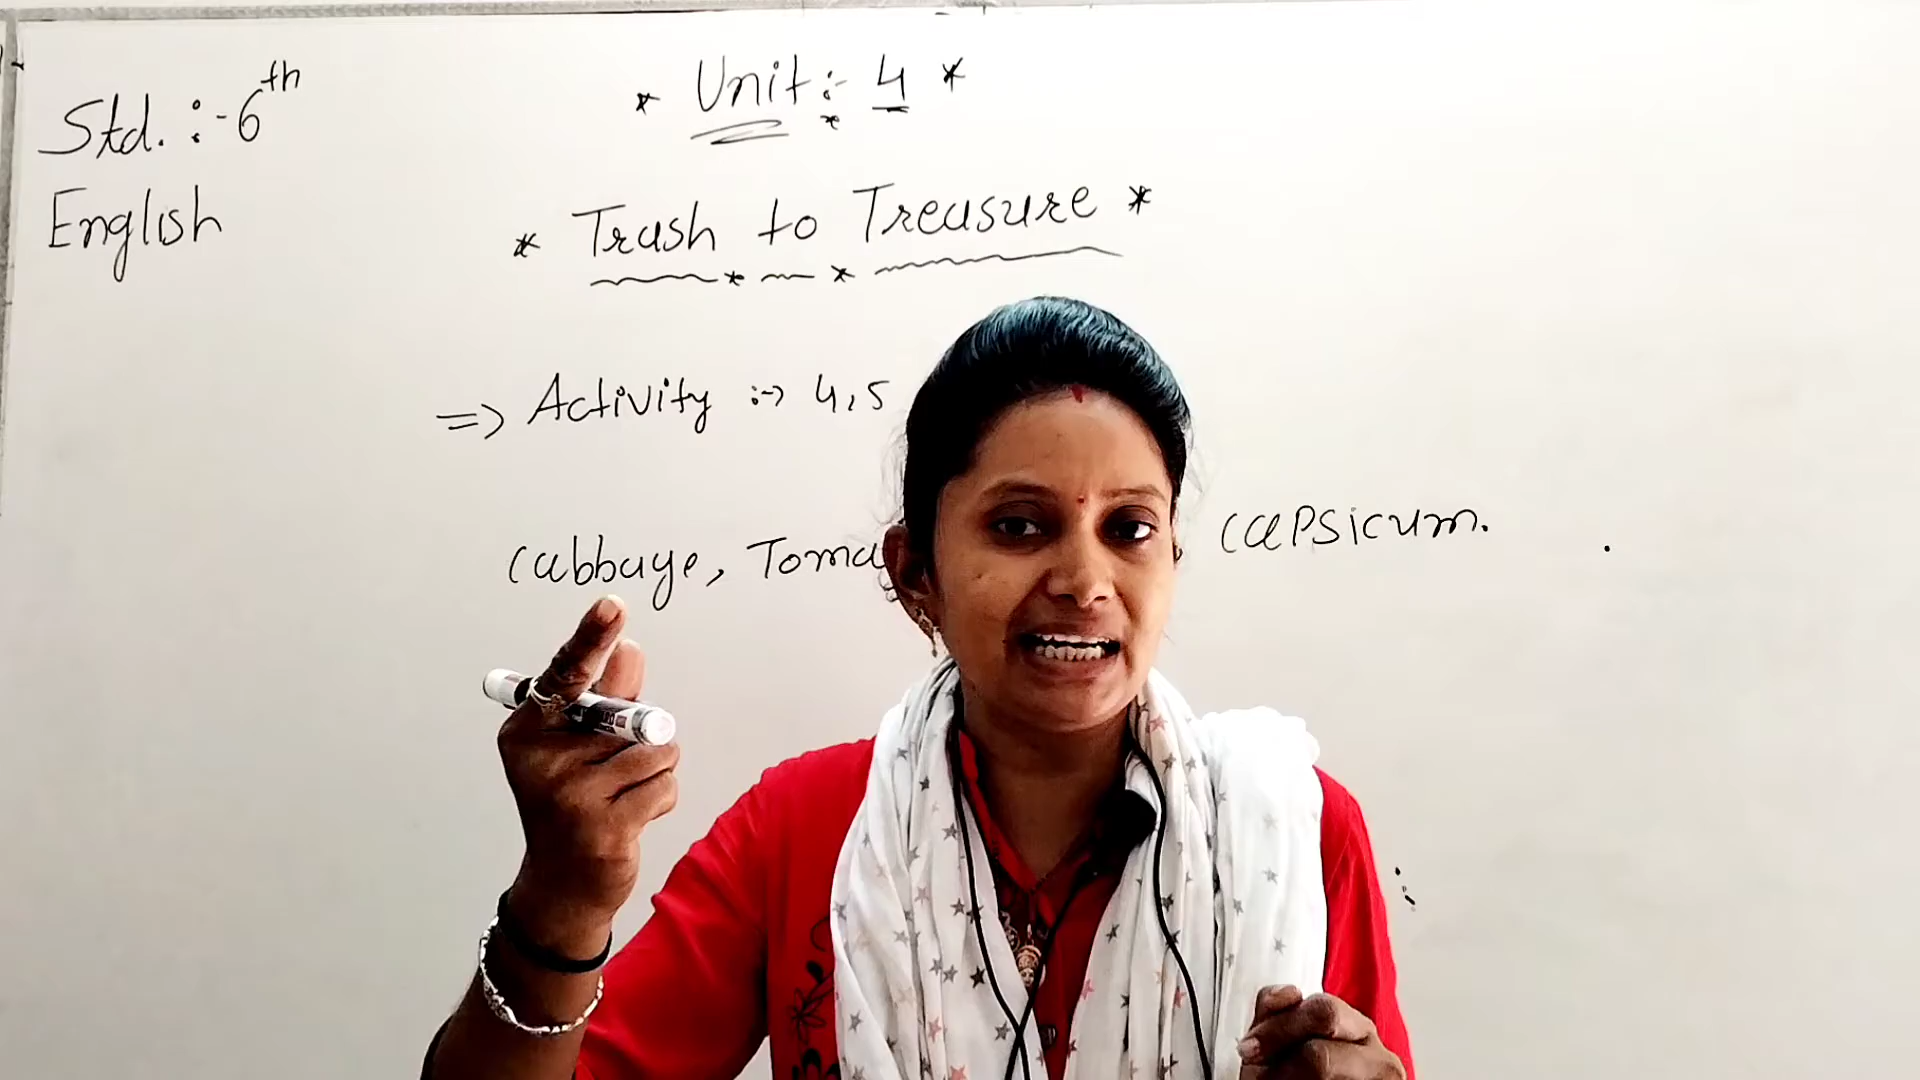 Std. :- 6th
English
* Unit :- 4 *
* Trash to Treasure *
=> Activity :-> 4,5
Cabbage, Toma capsicum.